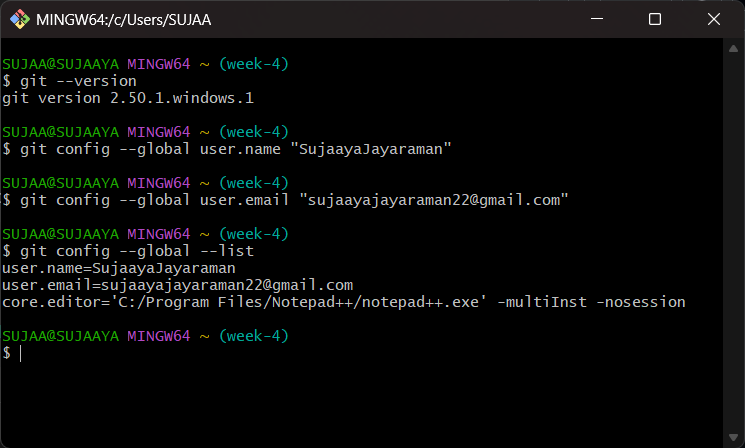 MINGW64:/c/Users/SUJAA
SUJAA@SUJAAYA MINGW64 ~ (week-4)
$ git --version
git version 2.50.1.windows.1
SUJAA@SUJAAYA MINGW64 ~ (week-4)
$ git config --global user.name "SujaayaJayaraman"
SUJAA@SUJAAYA MINGW64 ~ (week-4)
$ git config --global user.email "sujaayajayaraman22@gmail.com"
SUJAA@SUJAAYA MINGW64 ~ (week-4)
$ git config --global --list
user.name=SujaayaJayaraman
user.email=sujaayajayaraman22@gmail.com
core.editor='C:/Program Files/Notepad++/notepad++.exe' -multiInst -nosession
SUJAA@SUJAAYA MINGW64 ~ (week-4)
$